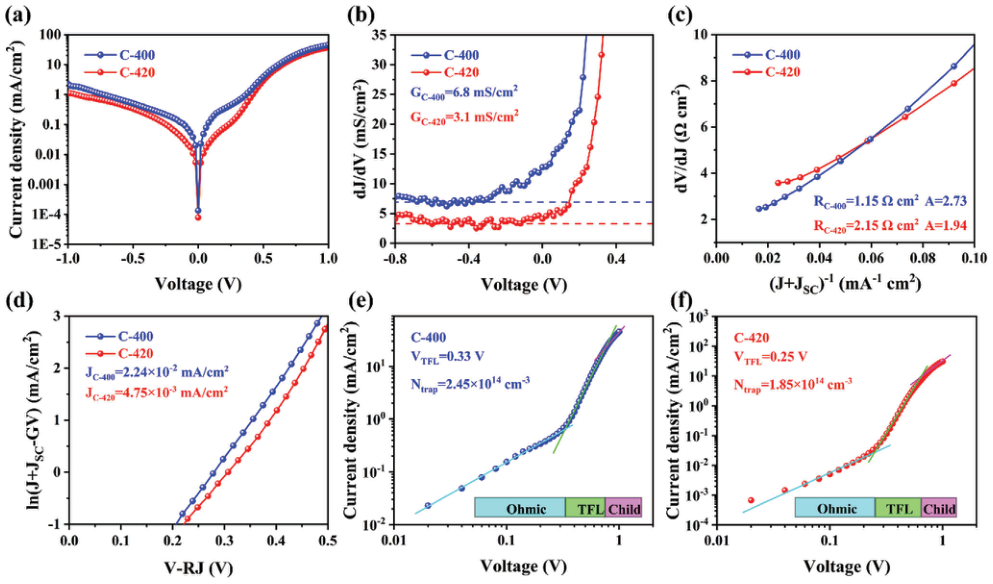 (a)
100
10
1
0.1
0.01
0.001
1E-4
1E-5
-1.0
-0.5
0.0
0.5
1.0
Current density (mA/cm²)
Voltage (V)
C-400
C-420
(b)
35
30
25
20
15
10
5
0
-0.8
-0.4
0.0
0.4
dJ/dV (mS/cm²)
Voltage (V)
C-400
C-420
G_C-400=6.8 mS/cm²
G_C-420=3.1 mS/cm²
(c)
10
8
6
4
2
0.00
0.02
0.04
0.06
0.08
0.10
dV/dJ (Ω cm²)
(J+J_SC)⁻¹ (mA⁻¹ cm²)
C-400
C-420
R_C-400=1.15 Ω cm² A=2.73
R_C-420=2.15 Ω cm² A=1.94
(d)
3
2
1
0
-1
0.0
0.1
0.2
0.3
0.4
0.5
ln(J+J_SC-GV) (mA/cm²)
V-RJ (V)
C-400
C-420
J_C-400=2.24×10⁻² mA/cm²
J_C-420=4.75×10⁻³ mA/cm²
(e)
10¹
10⁰
10⁻¹
10⁻²
0.01
0.1
1
Current density (mA/cm²)
Voltage (V)
C-400
V_TFL=0.33 V
N_trap=2.45×10¹⁴ cm⁻³
Ohmic
TFL
Child
(f)
10³
10²
10¹
10⁰
10⁻¹
10⁻²
10⁻³
10⁻⁴
0.01
0.1
1
Current density (mA/cm²)
Voltage (V)
C-420
V_TFL=0.25 V
N_trap=1.85×10¹⁴ cm⁻³
Ohmic
TFL
Child